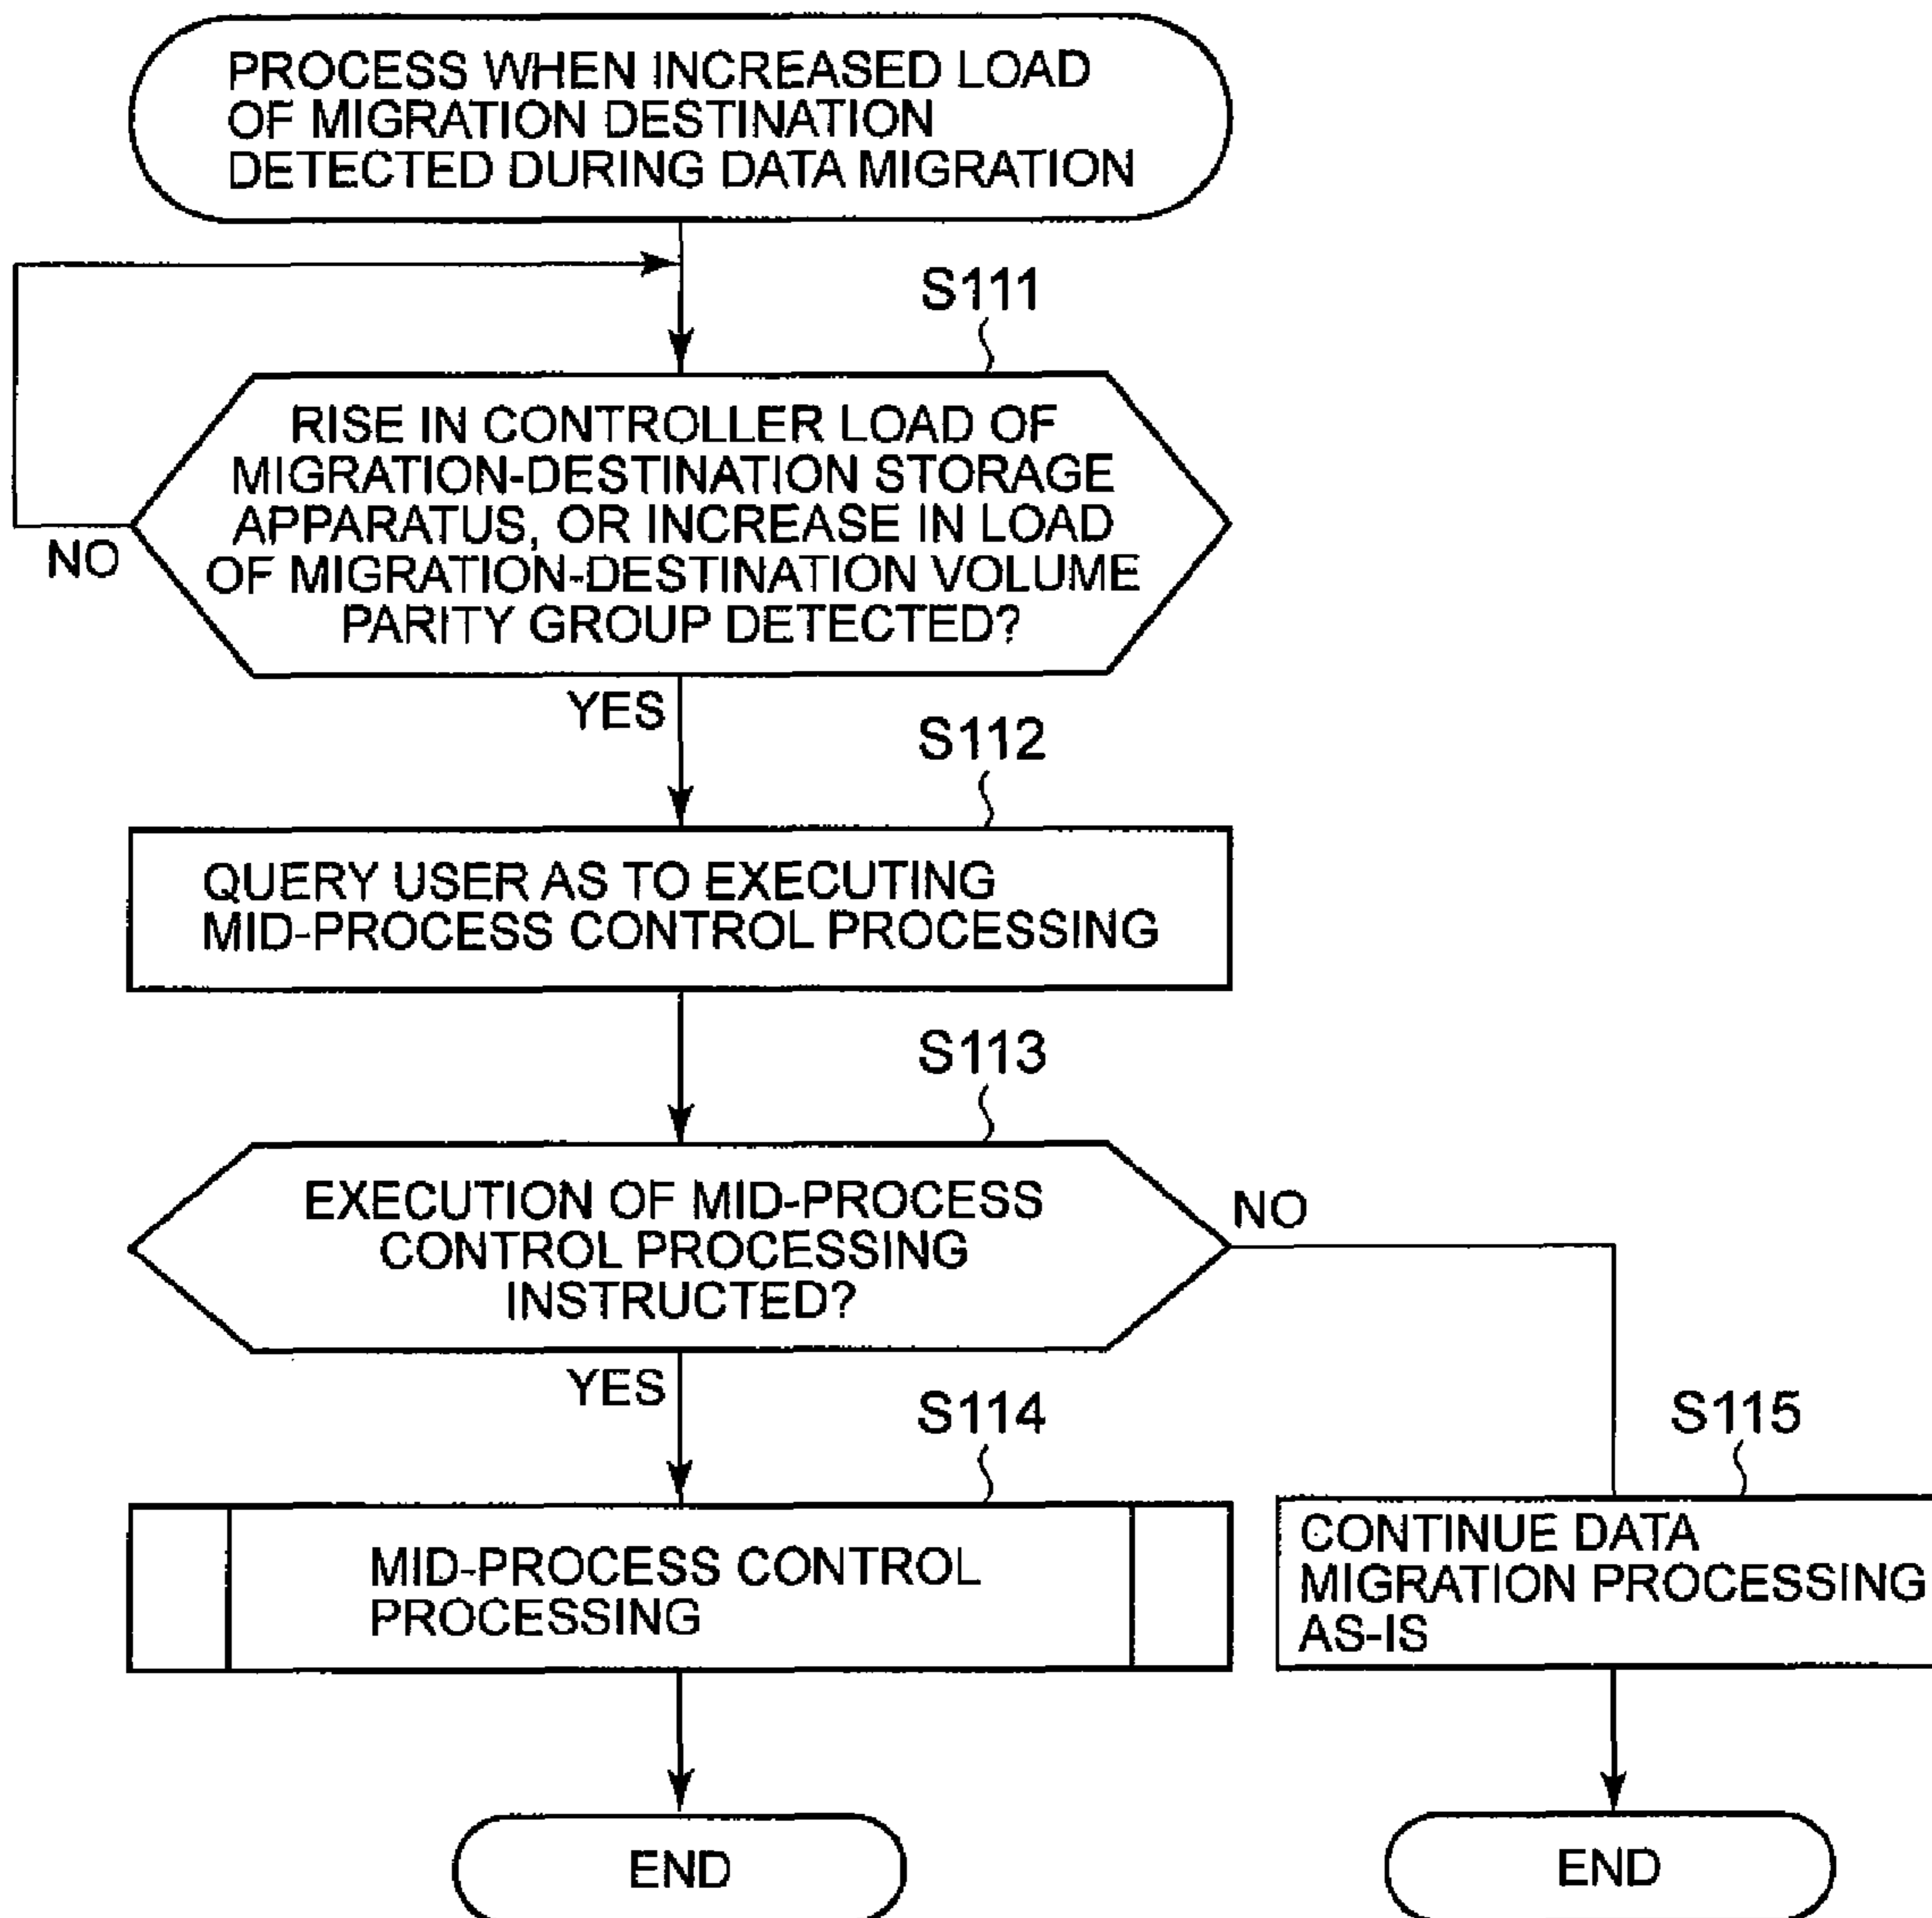 PROCESS WHEN INCREASED LOAD
OF MIGRATION DESTINATION
DETECTED DURING DATA MIGRATION
S111
RISE IN CONTROLLER LOAD OF
MIGRATION-DESTINATION STORAGE
APPARATUS, OR INCREASE IN LOAD
OF MIGRATION-DESTINATION VOLUME
PARITY GROUP DETECTED?
NO
YES
S112
QUERY USER AS TO EXECUTING
MID-PROCESS CONTROL PROCESSING
S113
EXECUTION OF MID-PROCESS
CONTROL PROCESSING
INSTRUCTED?
NO
YES
S114
MID-PROCESS CONTROL
PROCESSING
S115
CONTINUE DATA
MIGRATION PROCESSING
AS-IS
END
END